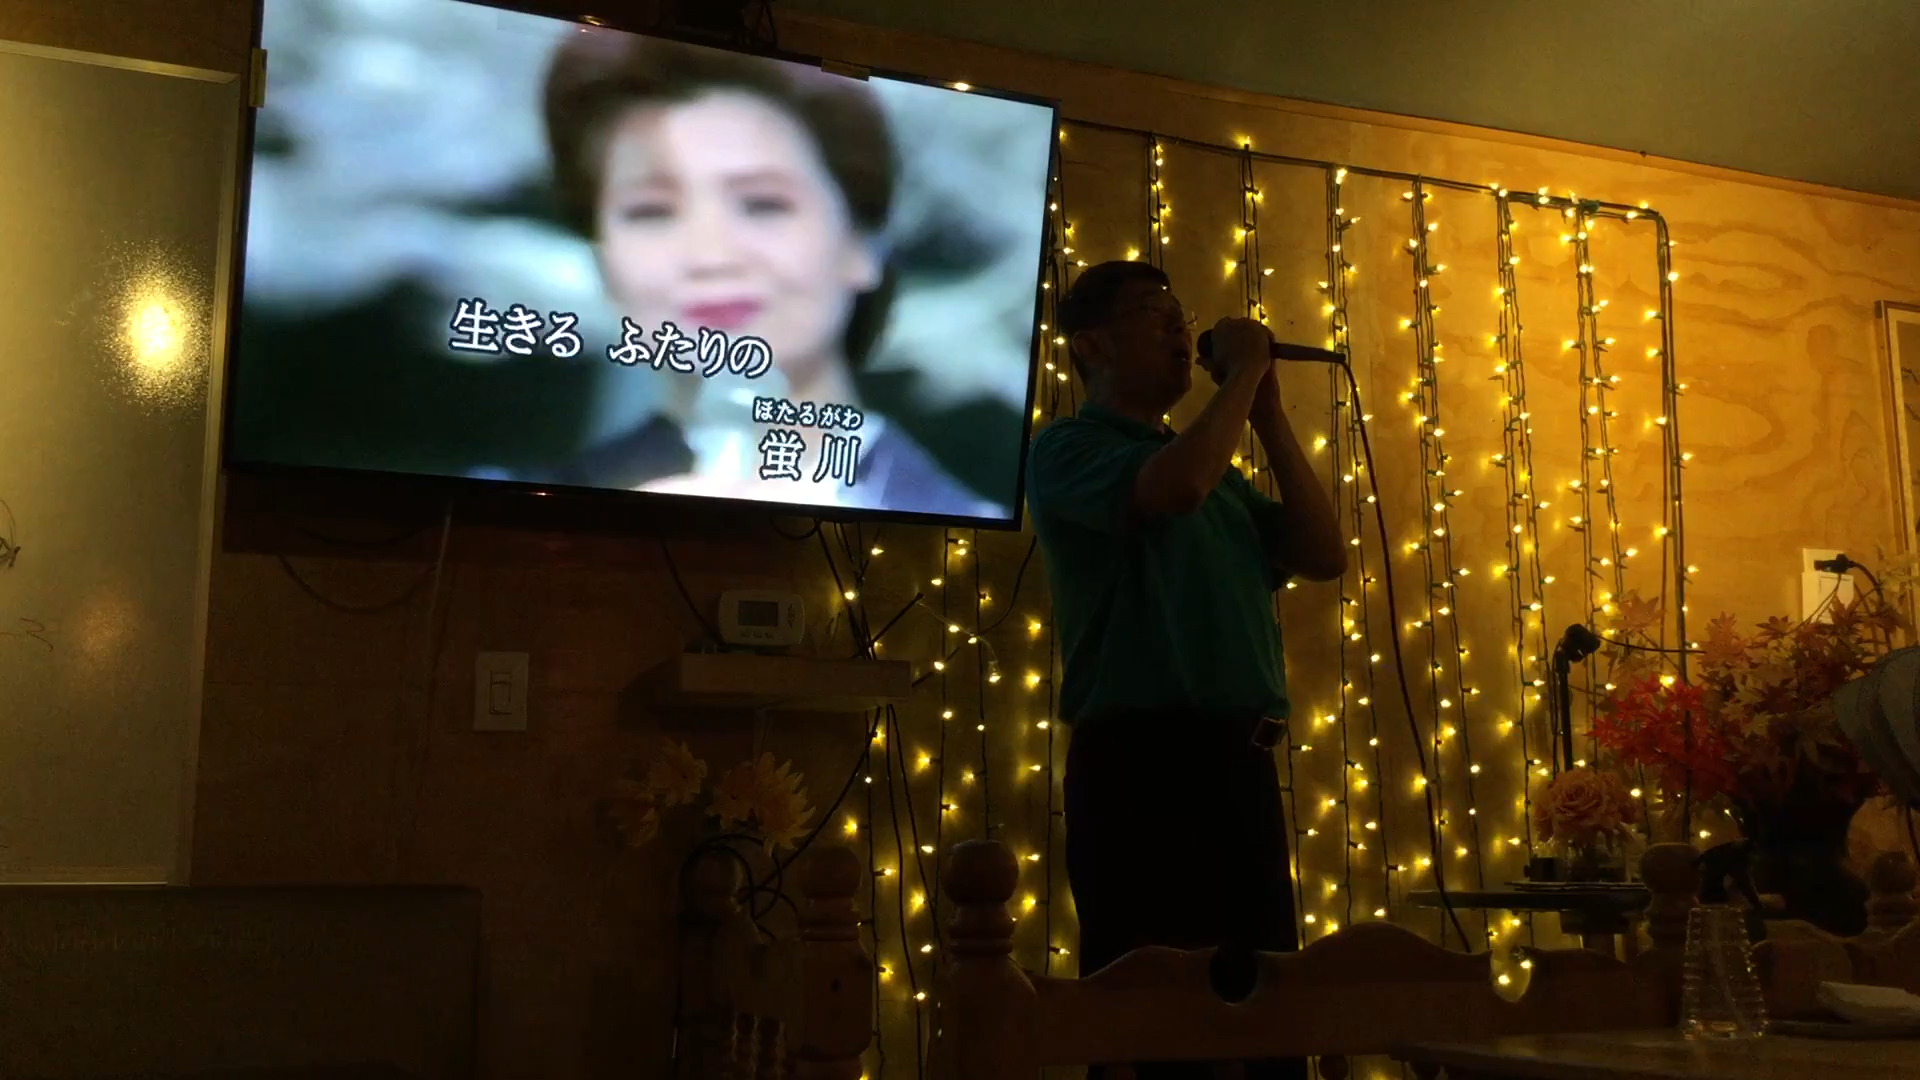 生きる ふたりの
ほたるがわ
蛍川